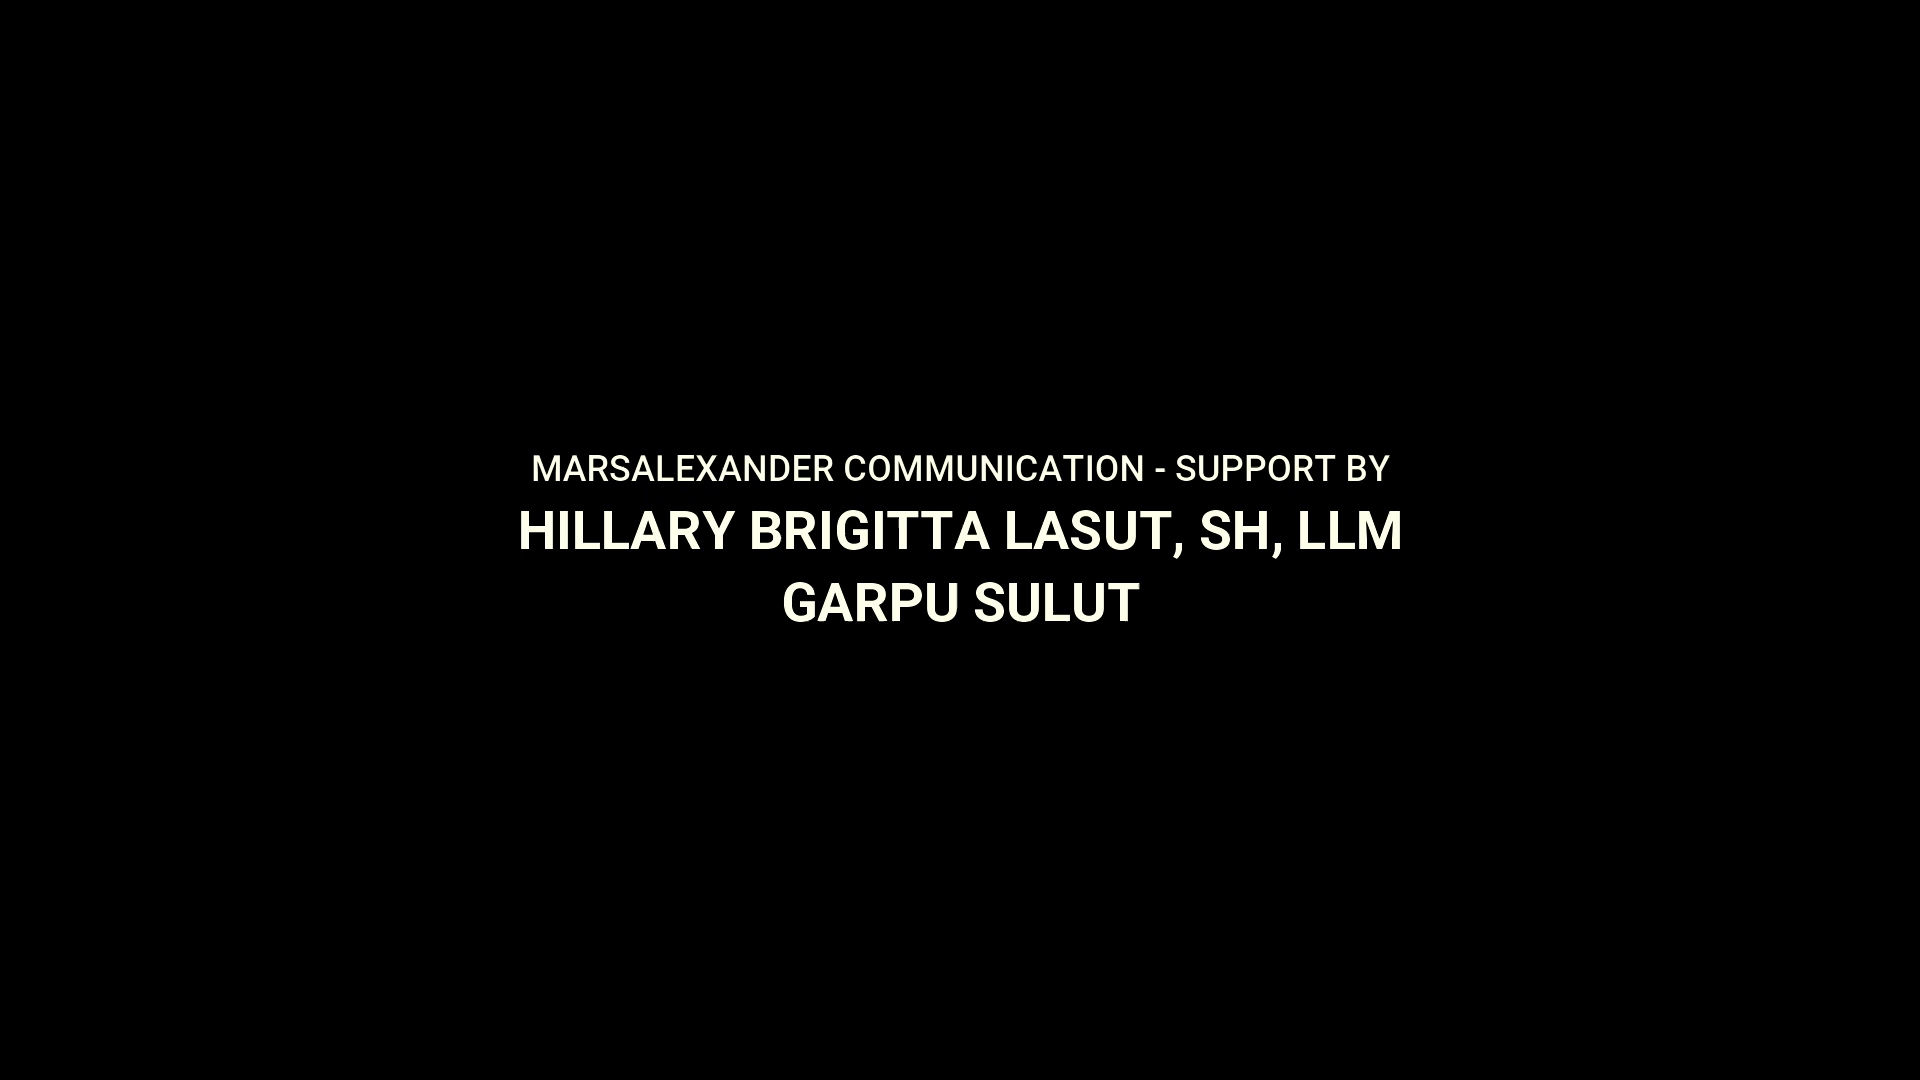 MARSALEXANDER COMMUNICATION - SUPPORT BY
HILLARY BRIGITTA LASUT, SH, LLM
GARPU SULUT